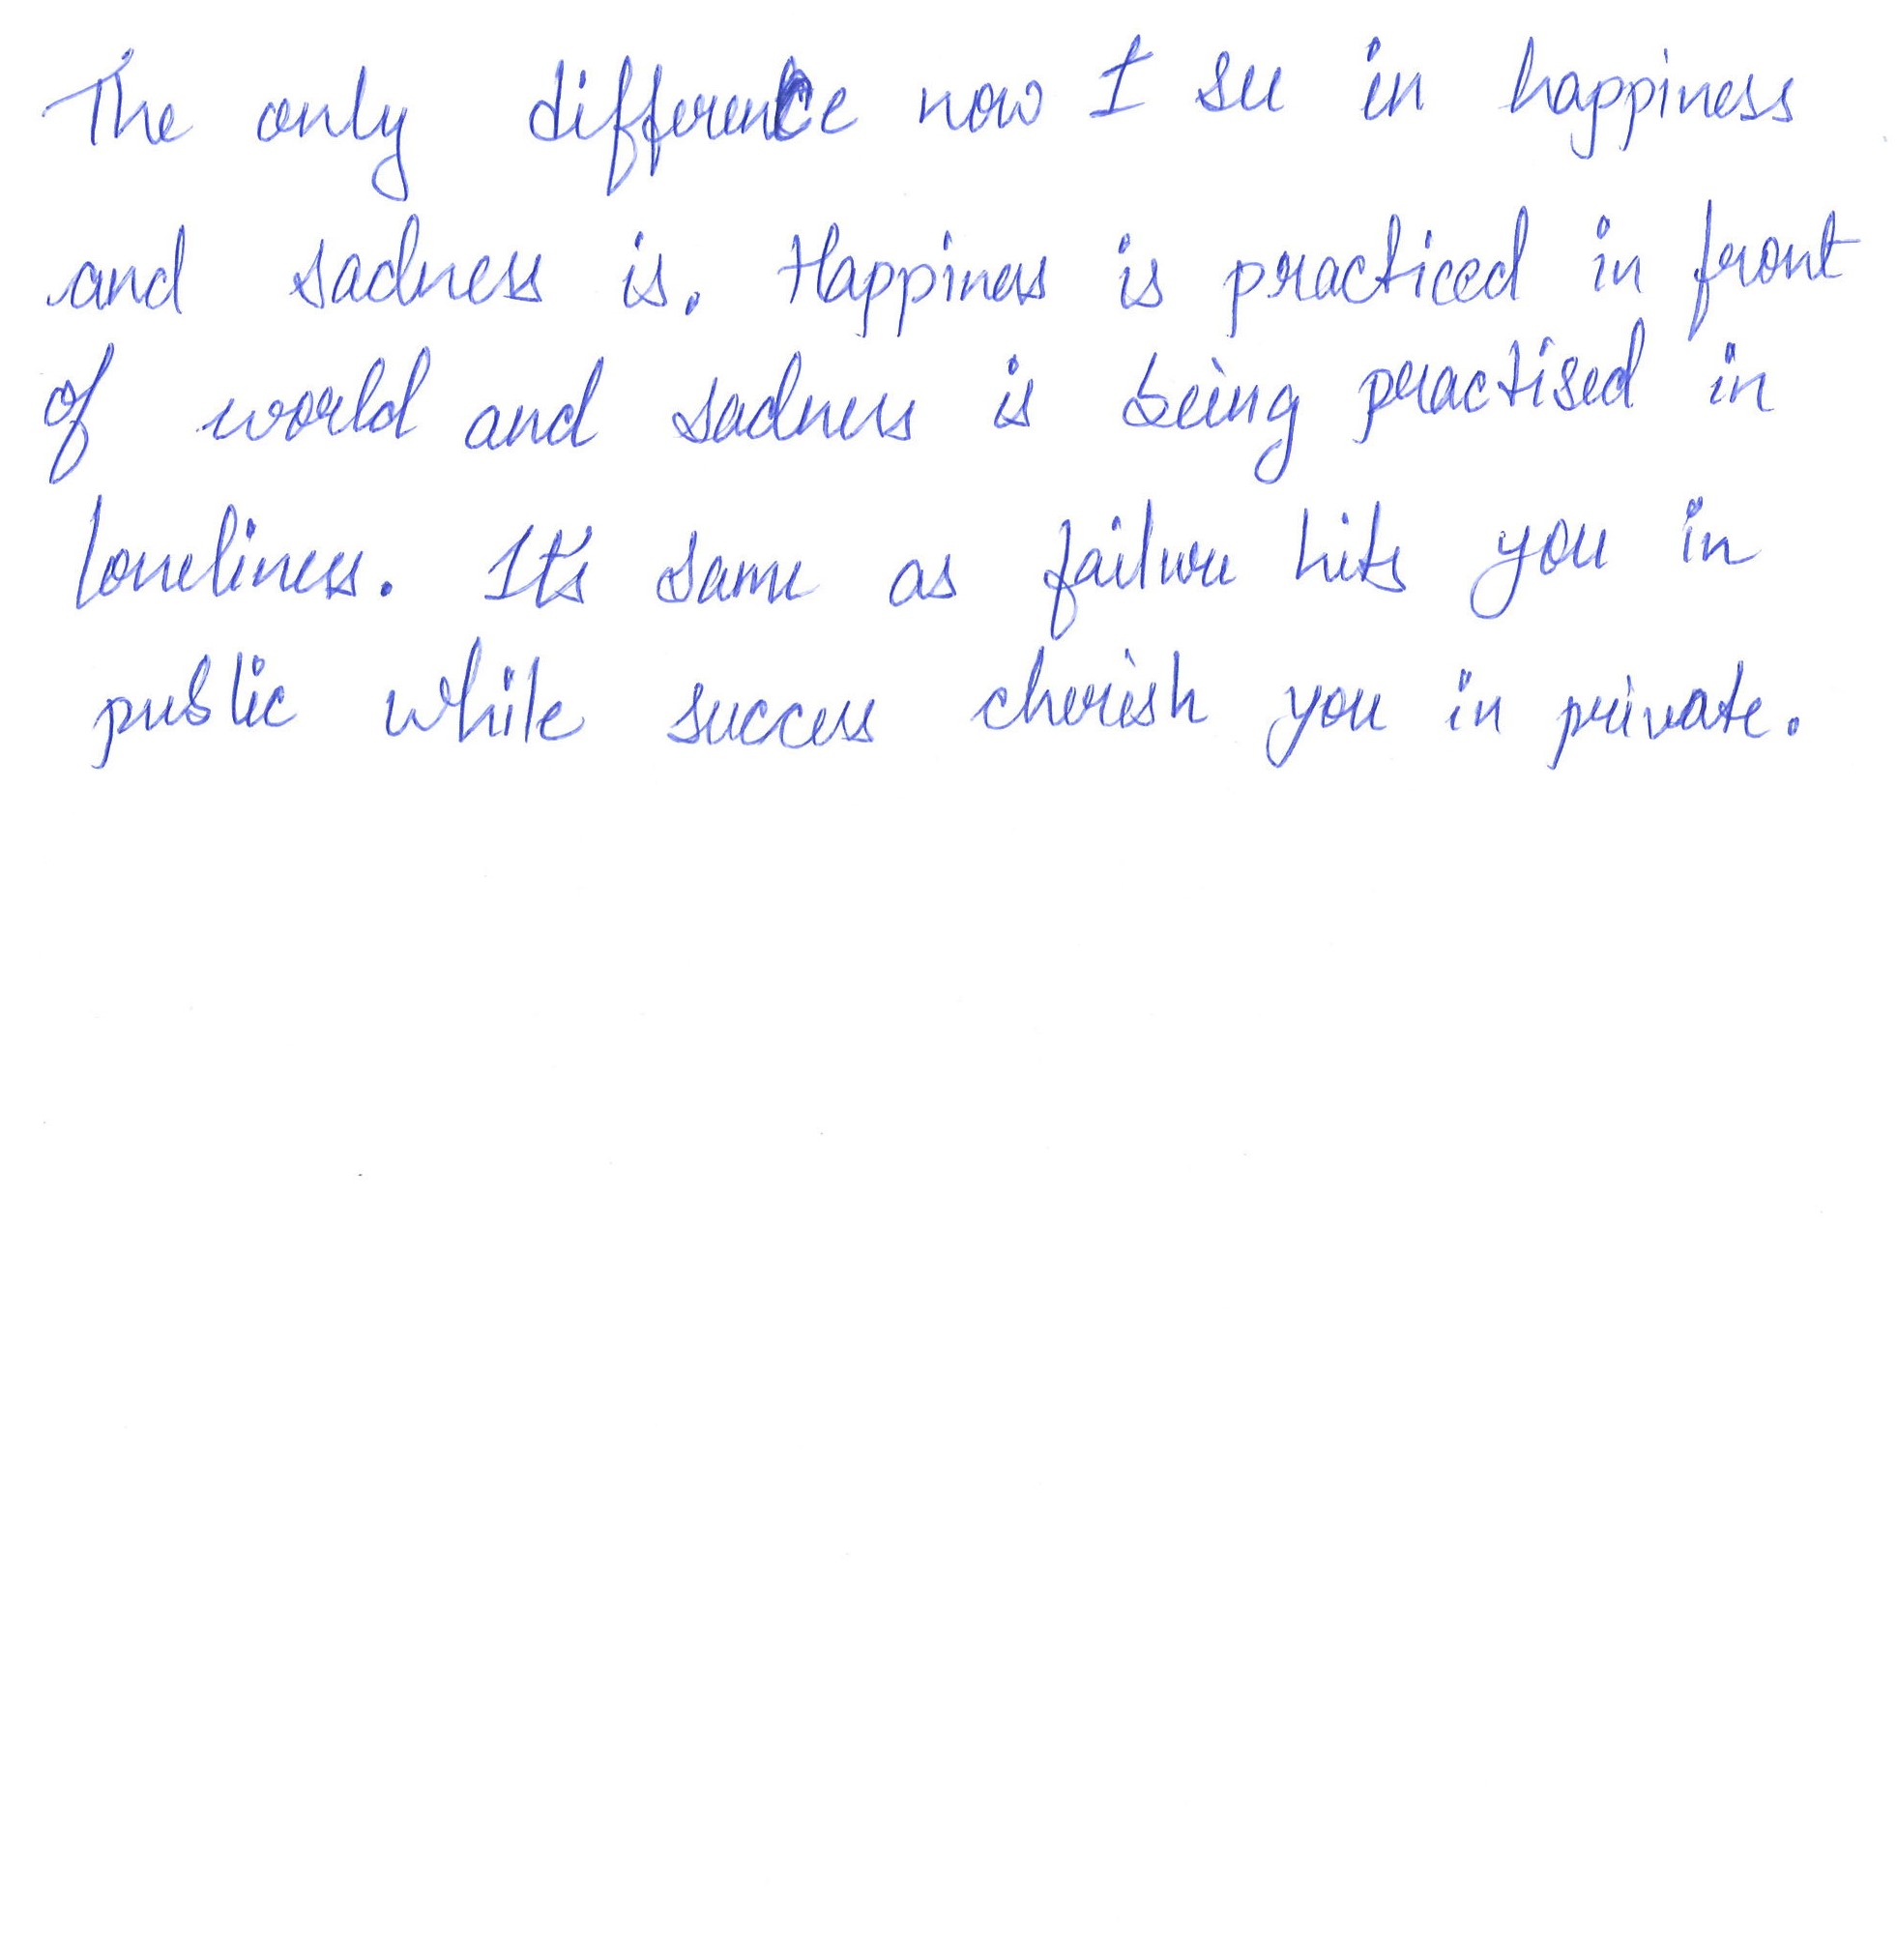 The only difference now I see in happiness
and sadness is. Happiness is practiced in front
of world and sadness is being practised in
loneliness. It's same as failure hits you in
public while success cherish you in private.